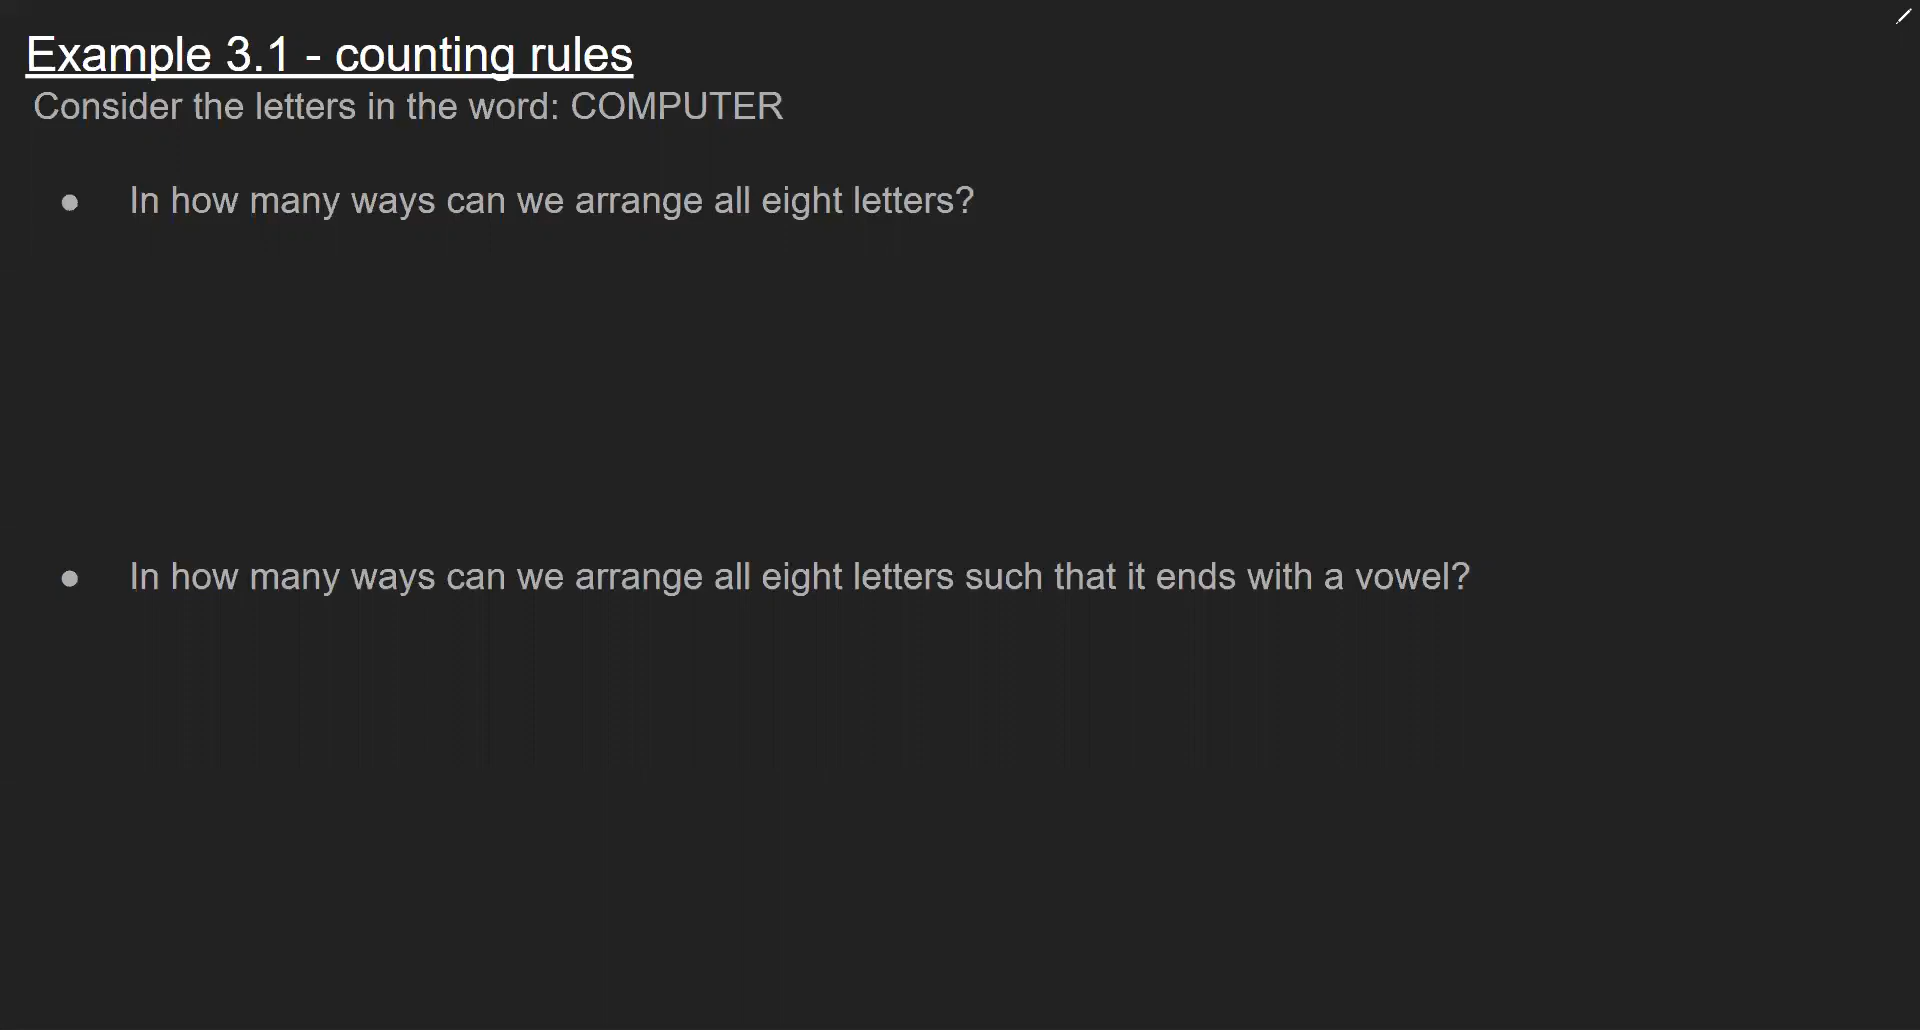 Example 3.1 - counting rules
Consider the letters in the word: COMPUTER
● In how many ways can we arrange all eight letters?
● In how many ways can we arrange all eight letters such that it ends with a vowel?